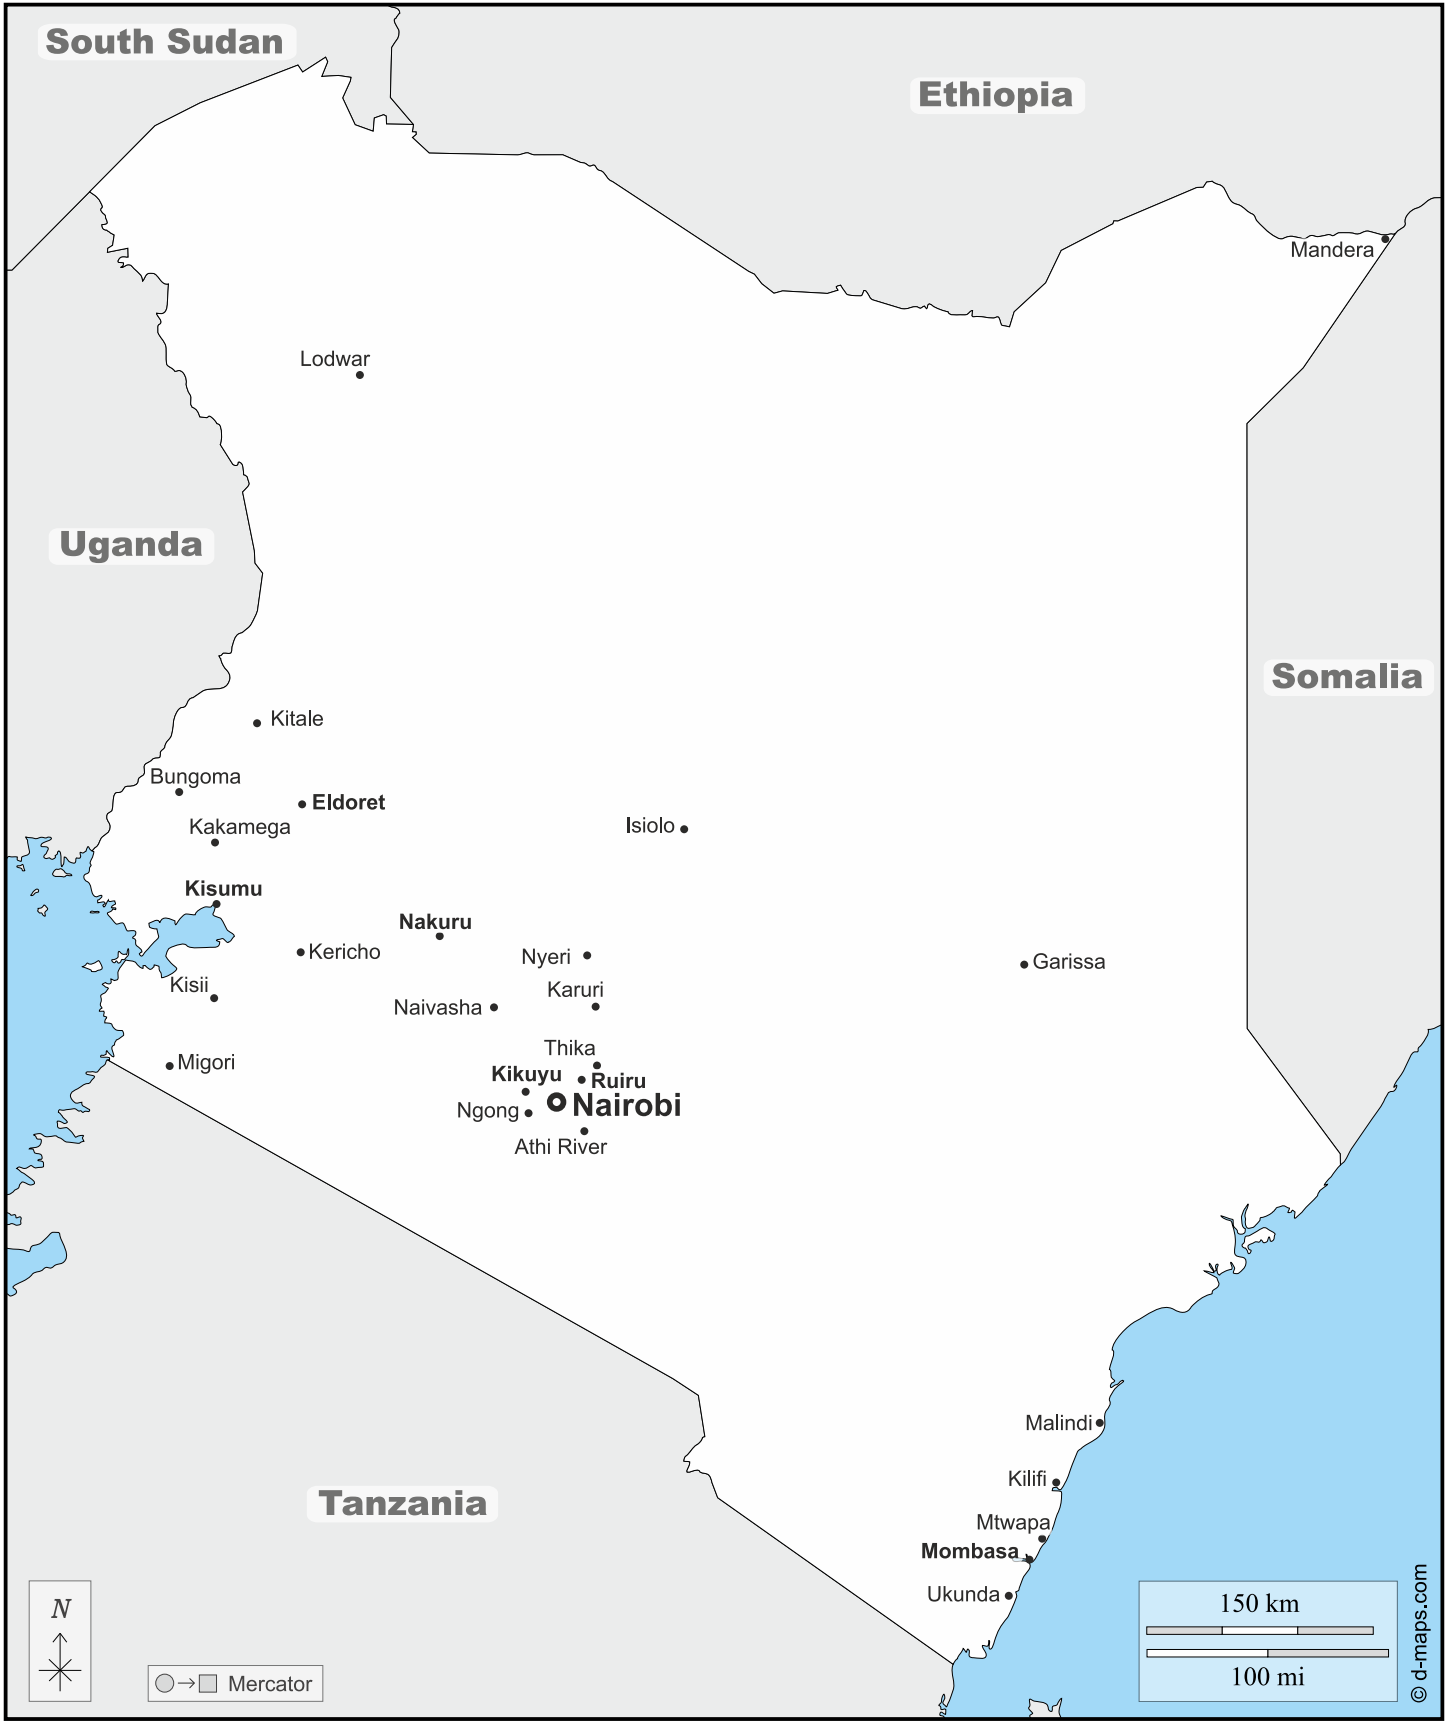 South Sudan
Ethiopia
Mandera
Lodwar
Uganda
Somalia
Kitale
Bungoma
Eldoret
Kakamega
Isiolo
Kisumu
Nakuru
Kericho
Nyeri
Garissa
Kisii
Karuri
Naivasha
Thika
Migori
Kikuyu
Ruiru
Nairobi
Ngong
Athi River
Malindi
Kilifi
Tanzania
Mtwapa
Mombasa
Ukunda
N
150 km
100 mi
Mercator
© d-maps.com